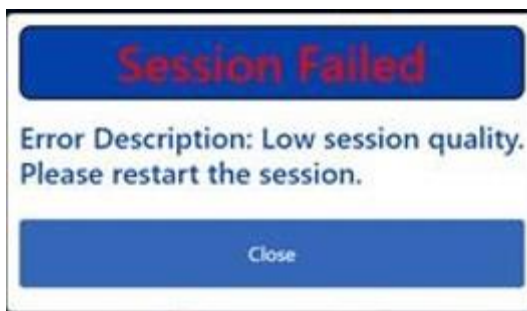 Session Failed
Error Description: Low session quality.
Please restart the session.
Close